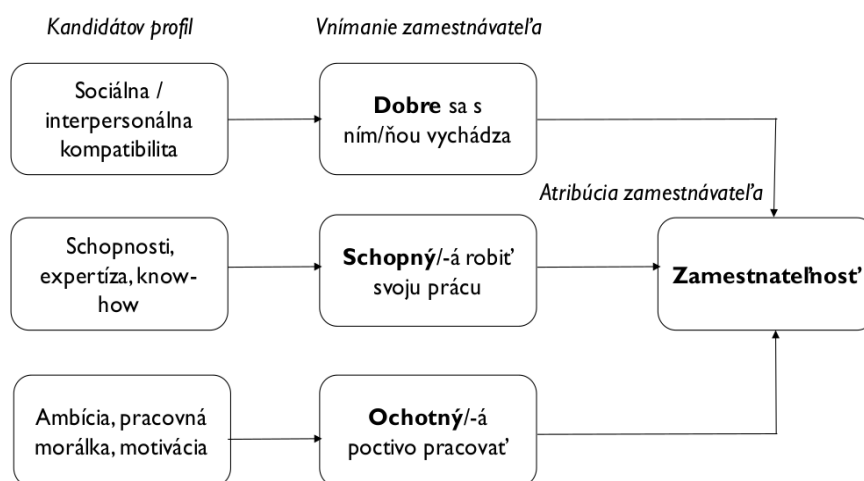 Kandidátov profil
Vnímanie zamestnávateľa
Sociálna /
interpersonálna
kompatibilita
Dobre sa s
ním/ňou vychádza
Atribúcia zamestnávateľa
Schopnosti,
expertíza, know-
how
Schopný/-á robiť
svoju prácu
Zamestnateľnosť
Ambícia, pracovná
morálka, motivácia
Ochotný/-á
poctivo pracovať